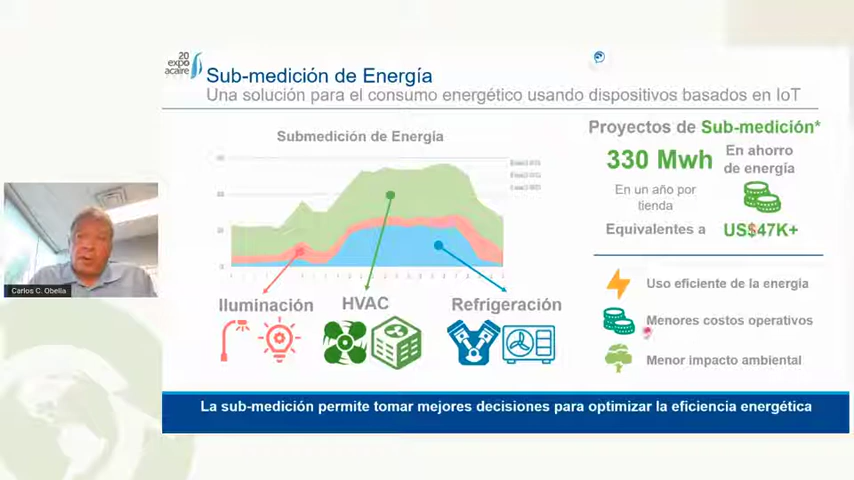 20
expo
acaire
Sub-medición de Energía
Una solución para el consumo energético usando dispositivos basados en IoT
Submedición de Energía
Iluminación
HVAC
Refrigeración
Proyectos de Sub-medición*
330 Mwh
En ahorro
de energía
En un año por
tienda
Equivalentes a
US$47K+
Uso eficiente de la energia
Menores costos operativos
Menor impacto ambiental
La sub-medición permite tomar mejores decisiones para optimizar la eficiencia energética
Carlos C. Obella